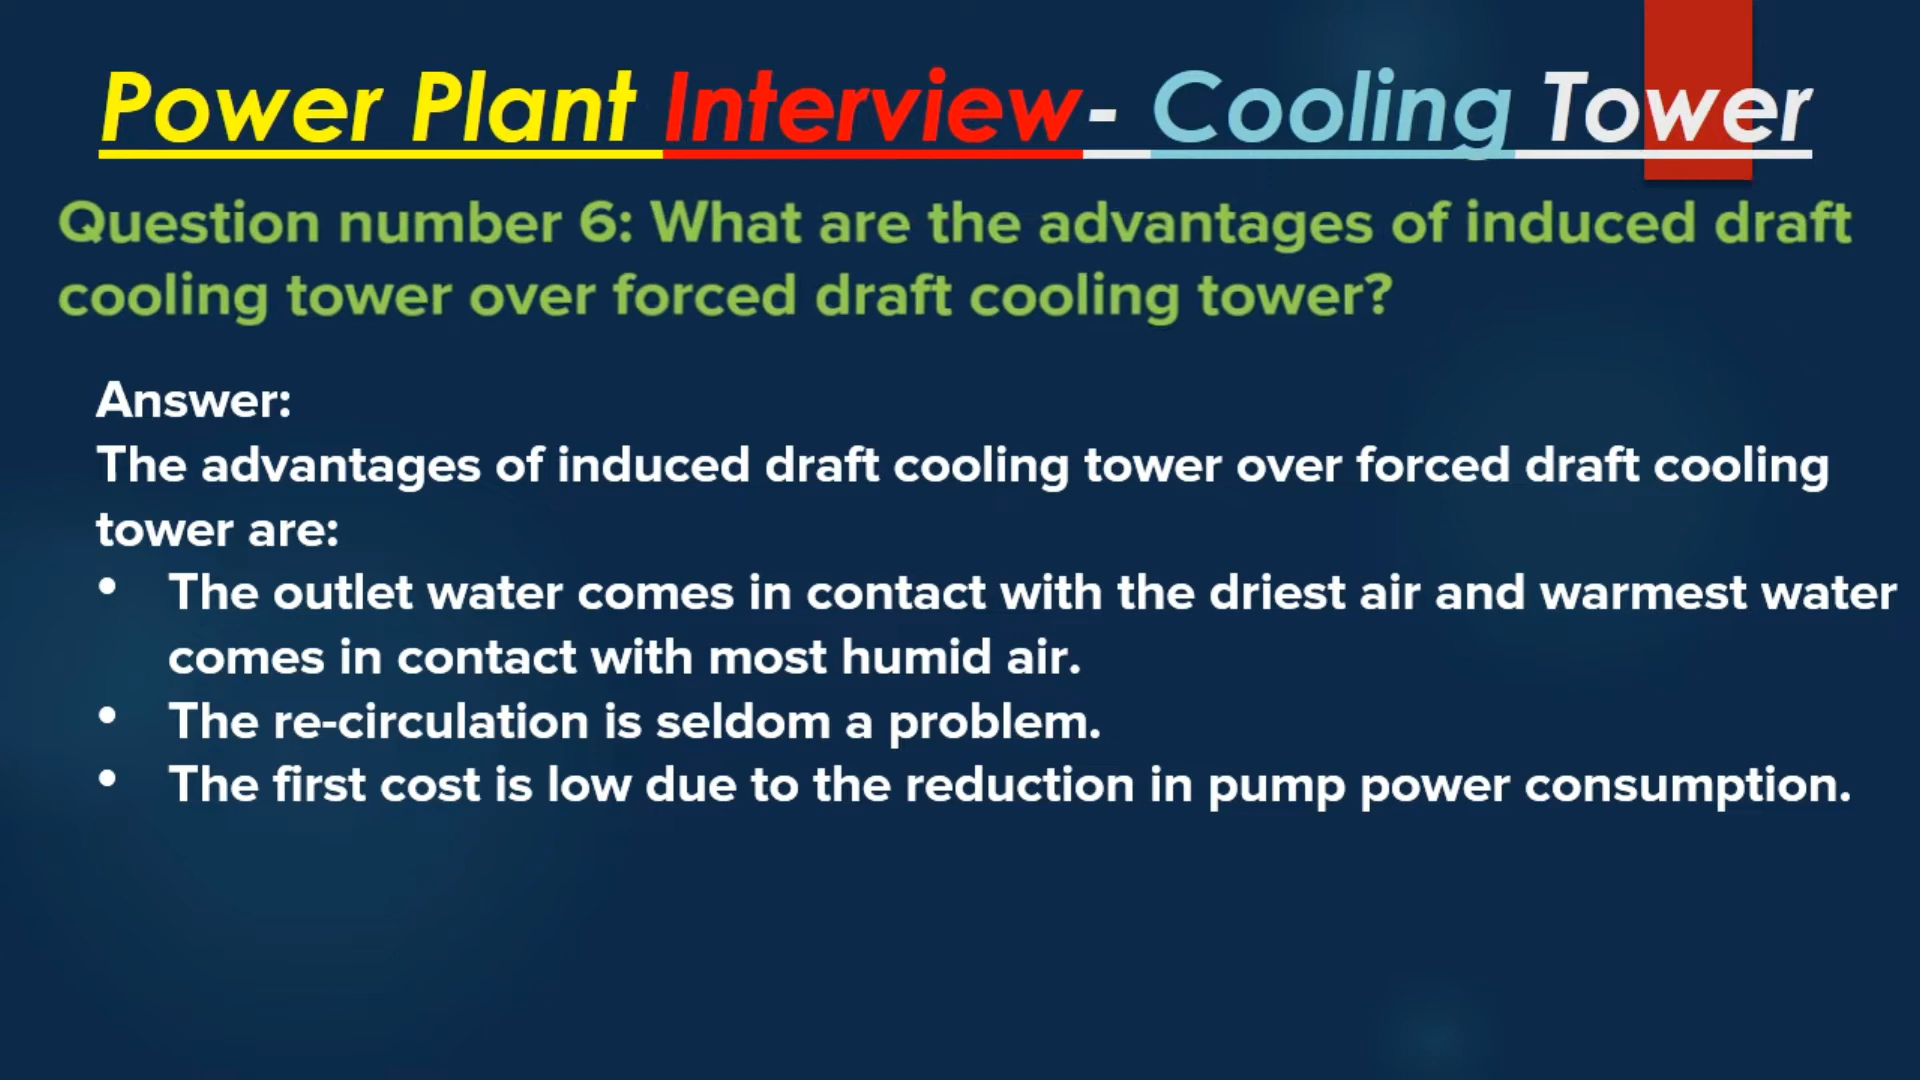 Power Plant Interview- Cooling Tower
Question number 6: What are the advantages of induced draft
cooling tower over forced draft cooling tower?
Answer:
The advantages of induced draft cooling tower over forced draft cooling
tower are:
• The outlet water comes in contact with the driest air and warmest water
comes in contact with most humid air.
• The re-circulation is seldom a problem.
• The first cost is low due to the reduction in pump power consumption.